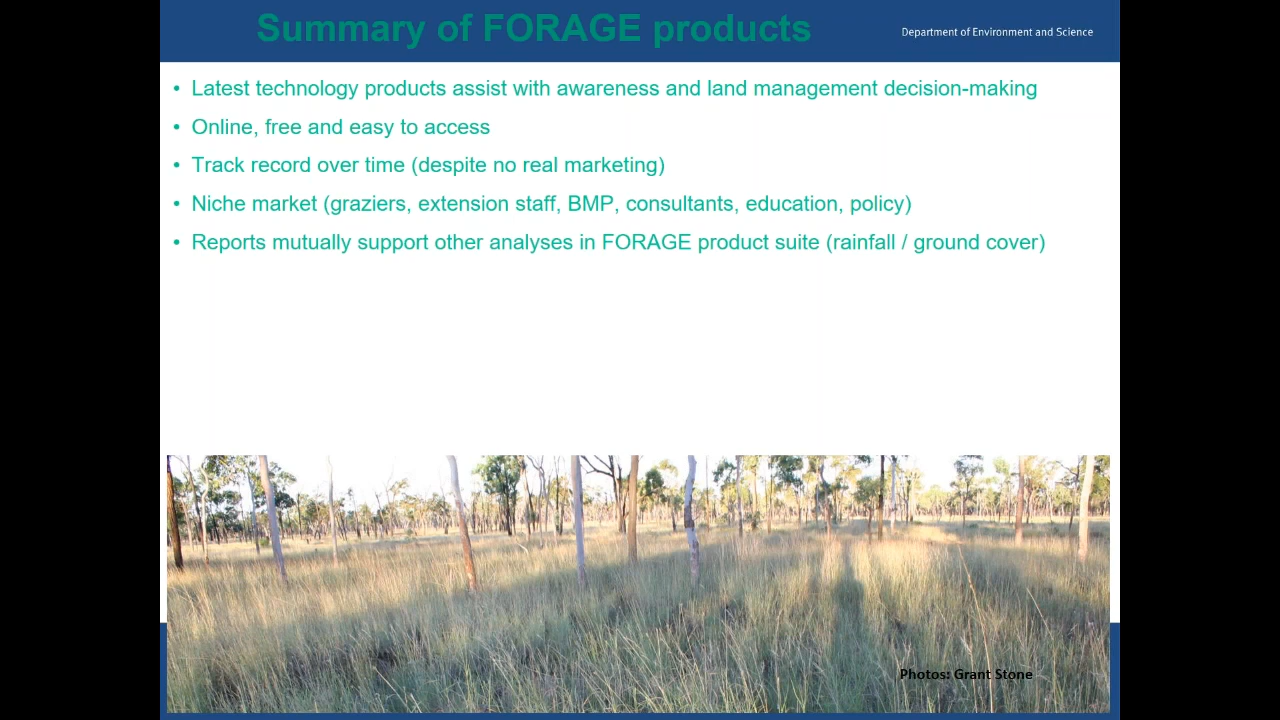 Summary of FORAGE products
Department of Environment and Science
• Latest technology products assist with awareness and land management decision-making
• Online, free and easy to access
• Track record over time (despite no real marketing)
• Niche market (graziers, extension staff, BMP, consultants, education, policy)
• Reports mutually support other analyses in FORAGE product suite (rainfall / ground cover)
Photos: Grant Stone